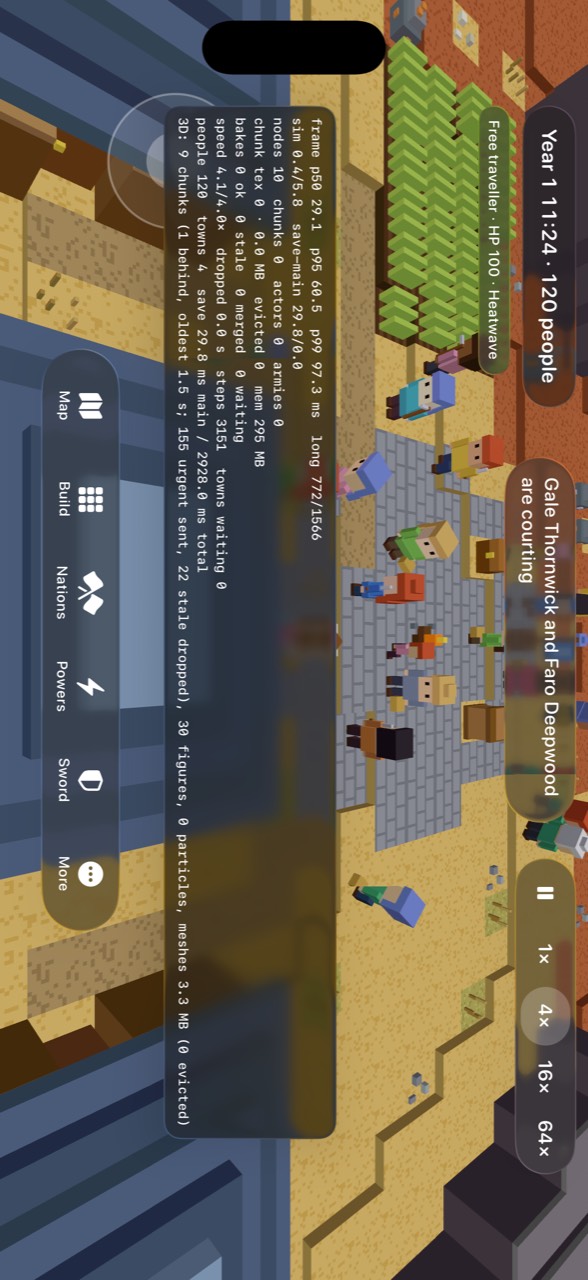 Year 1 11:24 · 120 people
Free traveller · HP 100 · Heatwave
Gale Thornwick and Faro Deepwood
are courting
1×
4×
16×
64×
frame p50 29.1 p95 60.5 p99 97.3 ms long 772/1566
sim 0.4/5.8 save-main 29.8/0.0
nodes 10 chunks 0 actors 0 armies 0
chunk tex 0 · 0.0 MB evicted 0 mem 295 MB
bakes 0 ok 0 stale 0 merged 0 waiting
speed 4.1/4.0× dropped 0.0 s steps 3151 towns waiting 0
people 120 towns 4 save 29.8 ms main / 2928.0 ms total
3D: 9 chunks (1 behind, oldest 1.5 s; 155 urgent sent, 22 stale dropped), 30 figures, 0 particles, meshes 3.3 MB (0 evicted)
Map
Build
Nations
Powers
Sword
More